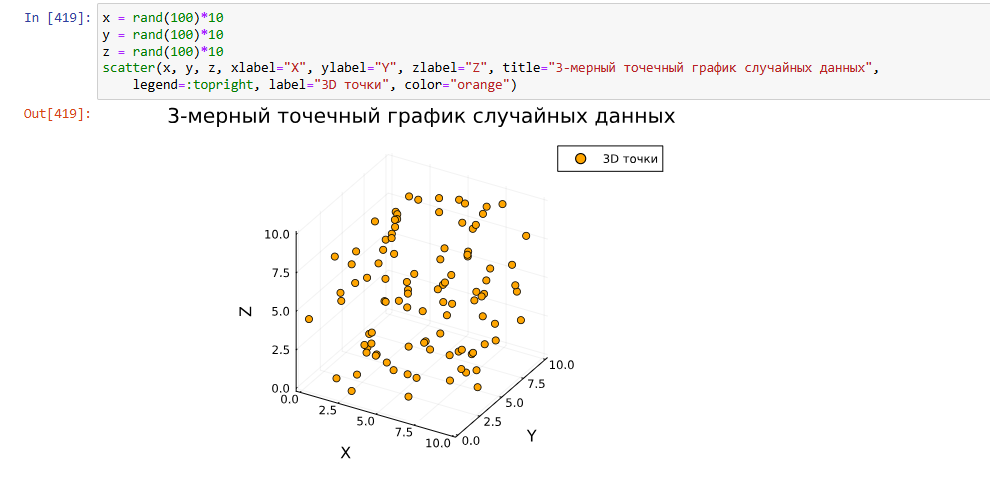 In [419]: x = rand(100)*10
y = rand(100)*10
z = rand(100)*10
scatter(x, y, z, xlabel="X", ylabel="Y", zlabel="Z", title="3-мерный точечный график случайных данных",
legend=:topright, label="3D точки", color="orange")
Out[419]:
3-мерный точечный график случайных данных
3D точки
10.0
7.5
5.0
2.5
0.0
Z
0.0
2.5
5.0
7.5
10.0
X
0.0
2.5
5.0
7.5
10.0
Y